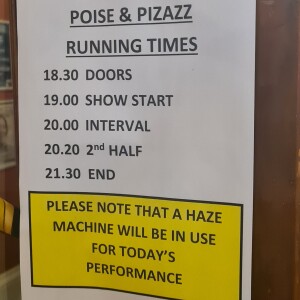 POISE & PIZAZZ
RUNNING TIMES
18.30 DOORS
19.00 SHOW START
20.00 INTERVAL
20.20 2nd HALF
21.30 END
PLEASE NOTE THAT A HAZE
MACHINE WILL BE IN USE
FOR TODAY'S
PERFORMANCE